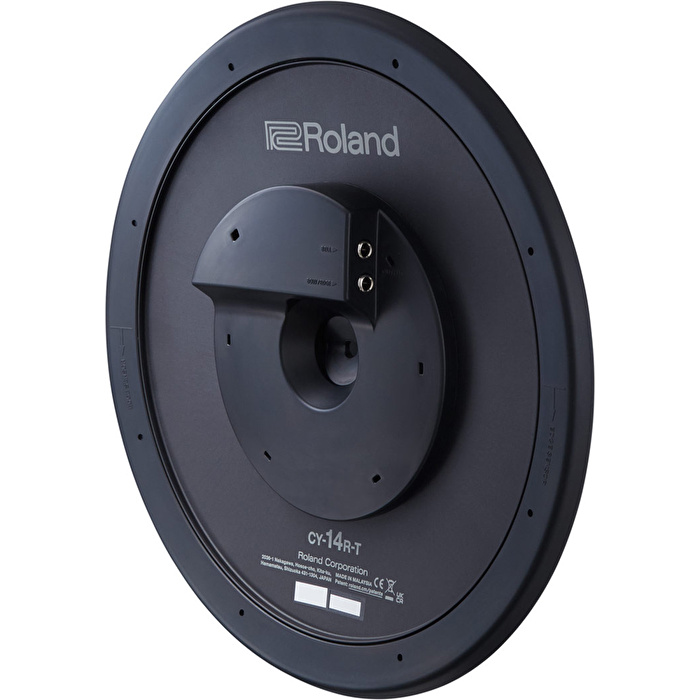 Roland
BELL
BOW/EDGE
CY-14R-T
Roland Corporation
2036-1 Nakagawa, Hosoe-cho, Kita-ku,
Hamamatsu, Shizuoka 431-1304, JAPAN
MADE IN MALAYSIA
Patent: roland.cm/patents
CE
UK CA